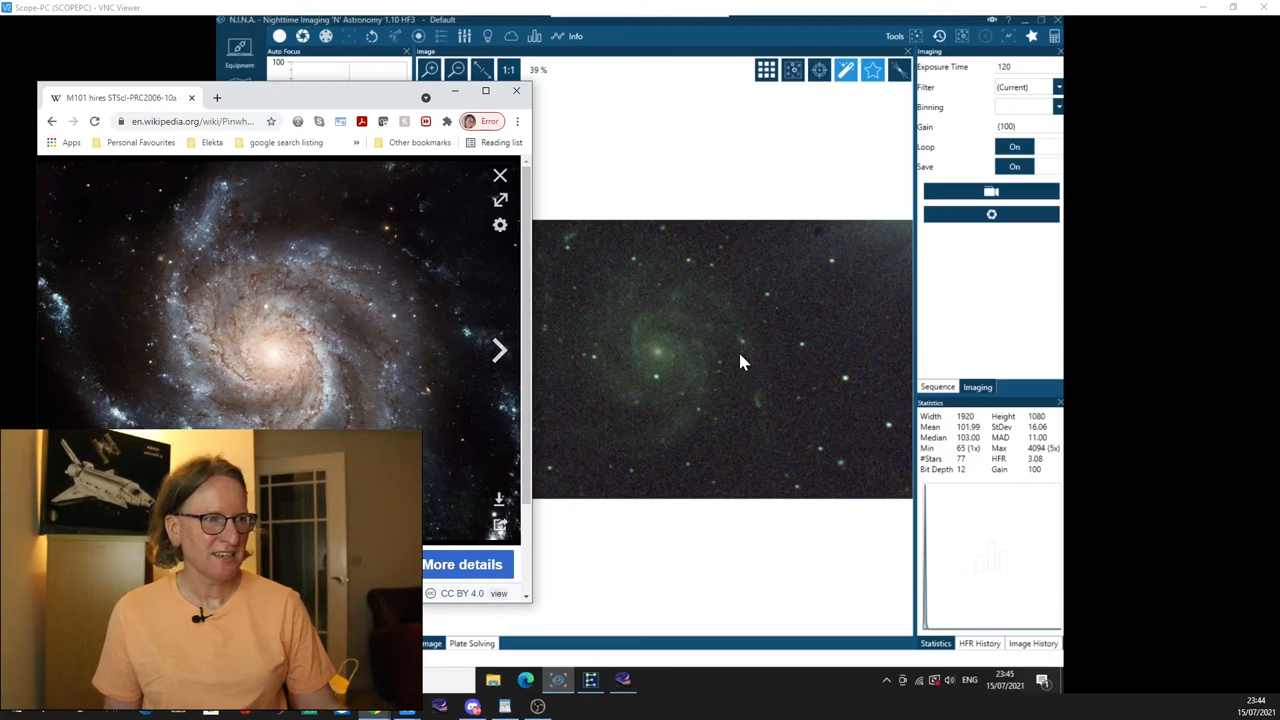 Scope-PC (SCOPEPC) - VNC Viewer
N.I.N.A. - Nighttime Imaging 'N' Astronomy 1.10 HF3 - Default
Info
Tools
Equipment
Auto Focus
100
Image
1:1
39 %
Imaging
Exposure Time
120
Filter
(Current)
Binning
Gain
(100)
Loop
On
Save
On
M101 hires STScI-PRC2006-10a
en.wikipedia.org/wiki/Pinwh...
Error
Apps
Personal Favourites
Elekta
google search listing
Other bookmarks
Reading list
More details
CC BY 4.0
view
Sequence
Imaging
Statistics
Width 1920 Height 1080
Mean 101.99 StDev 16.06
Median 103.00 MAD 11.00
Min 65 (1x) Max 4094 (5x)
#Stars 77 HFR 3.08
Bit Depth 12 Gain 100
Image
Plate Solving
Statistics
HFR History
Image History
ENG
23:45
15/07/2021
23:44
15/07/2021